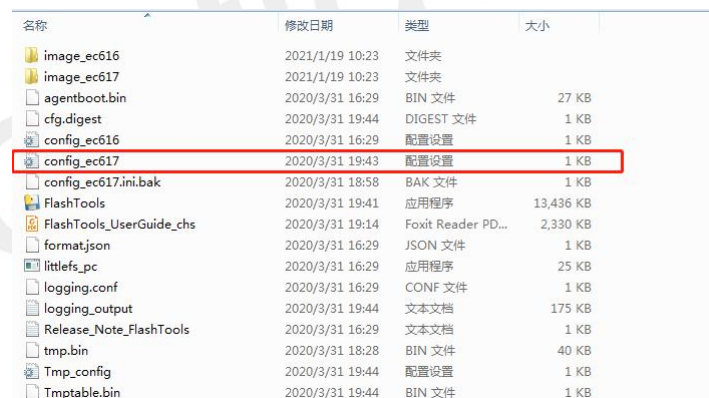 名称 修改日期 类型 大小
image_ec616 2021/1/19 10:23 文件夹
image_ec617 2021/1/19 10:23 文件夹
agentboot.bin 2020/3/31 16:29 BIN 文件 27 KB
cfg.digest 2020/3/31 19:44 DIGEST 文件 1 KB
config_ec616 2020/3/31 16:29 配置设置 1 KB
config_ec617 2020/3/31 19:43 配置设置 1 KB
config_ec617.ini.bak 2020/3/31 18:58 BAK 文件 1 KB
FlashTools 2020/3/31 19:41 应用程序 13,436 KB
FlashTools_UserGuide_chs 2020/3/31 19:14 Foxit Reader PD... 2,330 KB
format.json 2020/3/31 16:29 JSON 文件 1 KB
littlefs_pc 2020/3/31 16:29 应用程序 25 KB
logging.conf 2020/3/31 16:29 CONF 文件 1 KB
logging_output 2020/3/31 19:44 文本文档 175 KB
Release_Note_FlashTools 2020/3/31 16:29 文本文档 1 KB
tmp.bin 2020/3/31 18:28 BIN 文件 40 KB
Tmp_config 2020/3/31 19:44 配置设置 1 KB
Tmptable.bin 2020/3/31 19:44 BIN 文件 1 KB